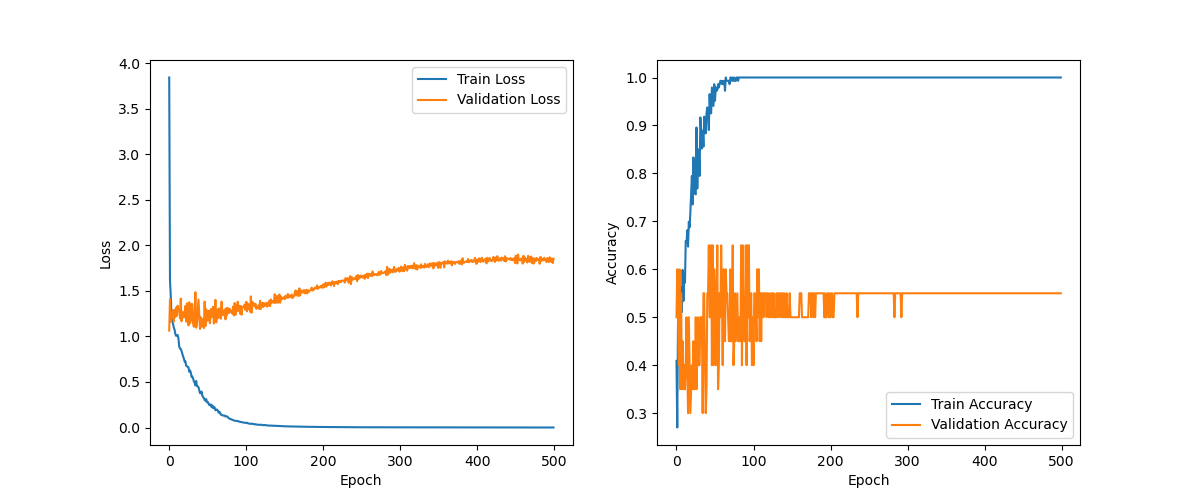 4.0
3.5
3.0
2.5
2.0
1.5
1.0
0.5
0.0
Loss
0 100 200 300 400 500
Epoch
Train Loss
Validation Loss
1.0
0.9
0.8
0.7
0.6
0.5
0.4
0.3
Accuracy
0 100 200 300 400 500
Epoch
Train Accuracy
Validation Accuracy